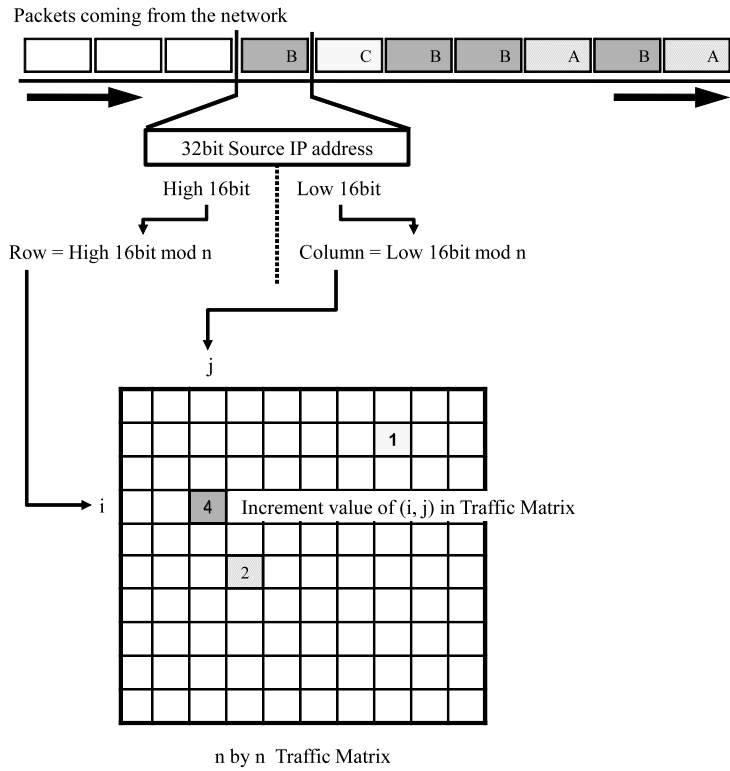 Packets coming from the network
B C B B A B A
32bit Source IP address
High 16bit Low 16bit
Row = High 16bit mod n Column = Low 16bit mod n
j
1
i 4 Increment value of (i, j) in Traffic Matrix
2
n by n Traffic Matrix